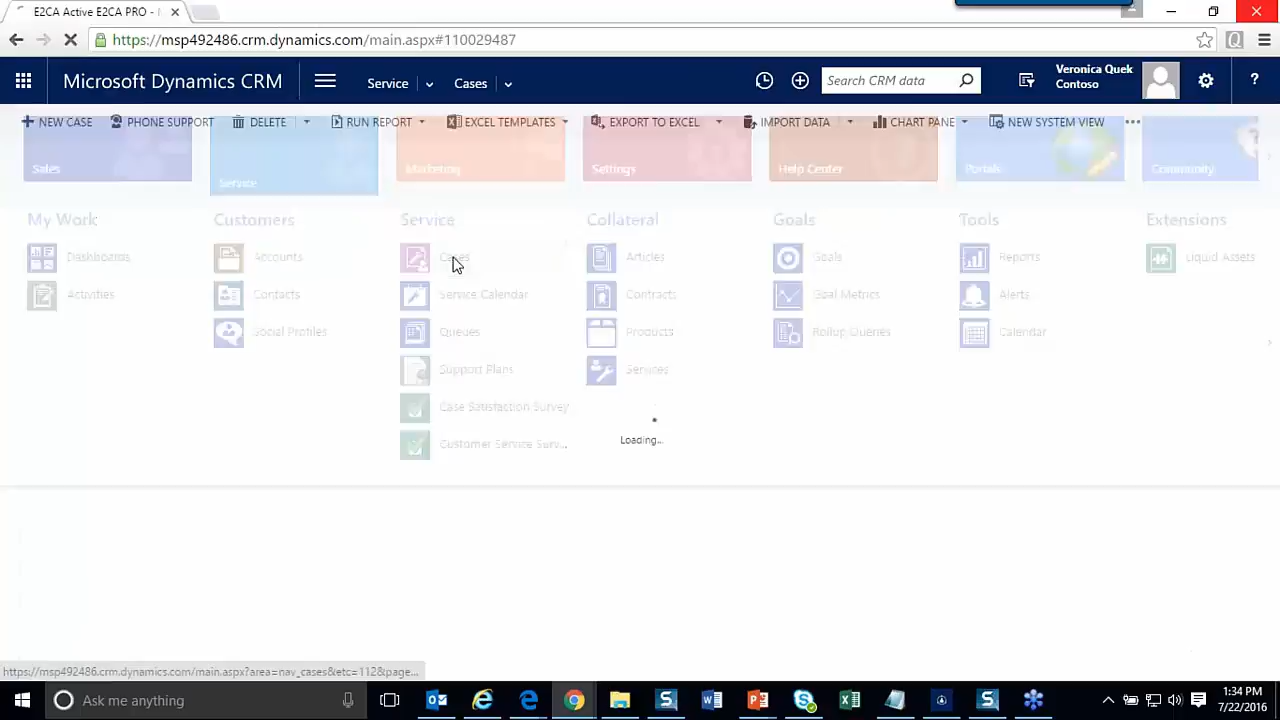 E2CA Active E2CA PRO -
https://msp492486.crm.dynamics.com/main.aspx#110029487
Microsoft Dynamics CRM
Service
Cases
Search CRM data
Veronica Quek
Contoso
?
NEW CASE
PHONE SUPPORT
DELETE
RUN REPORT
EXCEL TEMPLATES
EXPORT TO EXCEL
IMPORT DATA
CHART PANE
NEW SYSTEM VIEW
Sales
Service
Marketing
Settings
Help Center
Portals
Community
My Work
Customers
Service
Collateral
Goals
Tools
Extensions
Dashboards
Accounts
Cases
Articles
Goals
Reports
Liquid Assets
Activities
Contacts
Service Calendar
Contracts
Goal Metrics
Alerts
Social Profiles
Queues
Products
Rollup Queries
Calendar
Support Plans
Services
Case Satisfaction Survey
Customer Service Surv...
Loading...
https://msp492486.crm.dynamics.com/main.aspx?area=nav_cases&etc=112&page...
Ask me anything
1:34 PM
7/22/2016